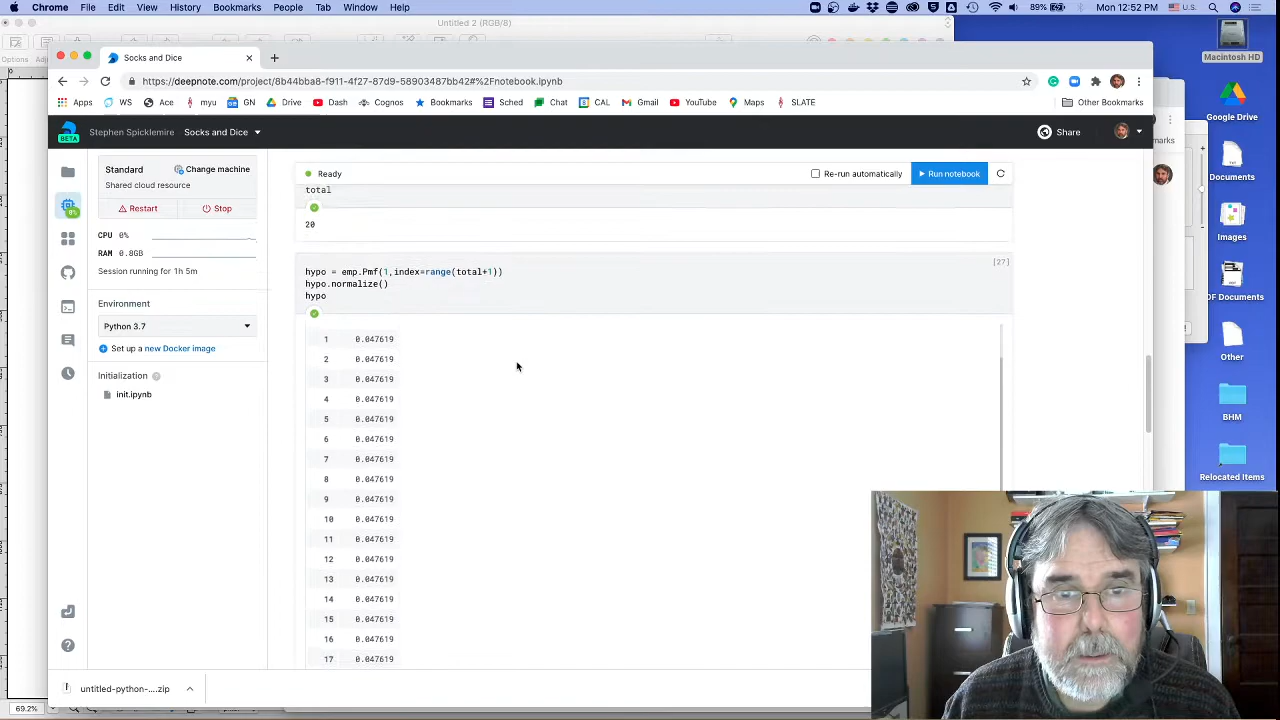 Chrome File Edit View History Bookmarks People Tab Window Help 89% Mon 12:52 PM U.S.
Untitled 2 (RGB/8)
Options
Socks and Dice
https://deepnote.com/project/8b44bba8-f911-4f27-87d9-58903487bb42#%2Fnotebook.ipynb
Apps WS Ace myu GN Drive Dash Cognos Bookmarks Sched Chat CAL Gmail YouTube Maps SLATE Other Bookmarks
BETA Stephen Spicklemire Socks and Dice Share
Standard Change machine
Shared cloud resource
Restart Stop
CPU 0%
RAM 0.8GB
Session running for 1h 5m
Environment
Python 3.7
Set up a new Docker image
Initialization
init.ipynb
8%
Ready Re-run automatically Run notebook
total
20
[27]
hypo = emp.Pmf(1,index=range(total+1))
hypo.normalize()
hypo
1 0.047619
2 0.047619
3 0.047619
4 0.047619
5 0.047619
6 0.047619
7 0.047619
8 0.047619
9 0.047619
10 0.047619
11 0.047619
12 0.047619
13 0.047619
14 0.047619
15 0.047619
16 0.047619
17 0.047619
untitled-python-....zip
69.2%
Macintosh HD
Google Drive
Documents
Images
DF Documents
Other
BHM
Relocated Items